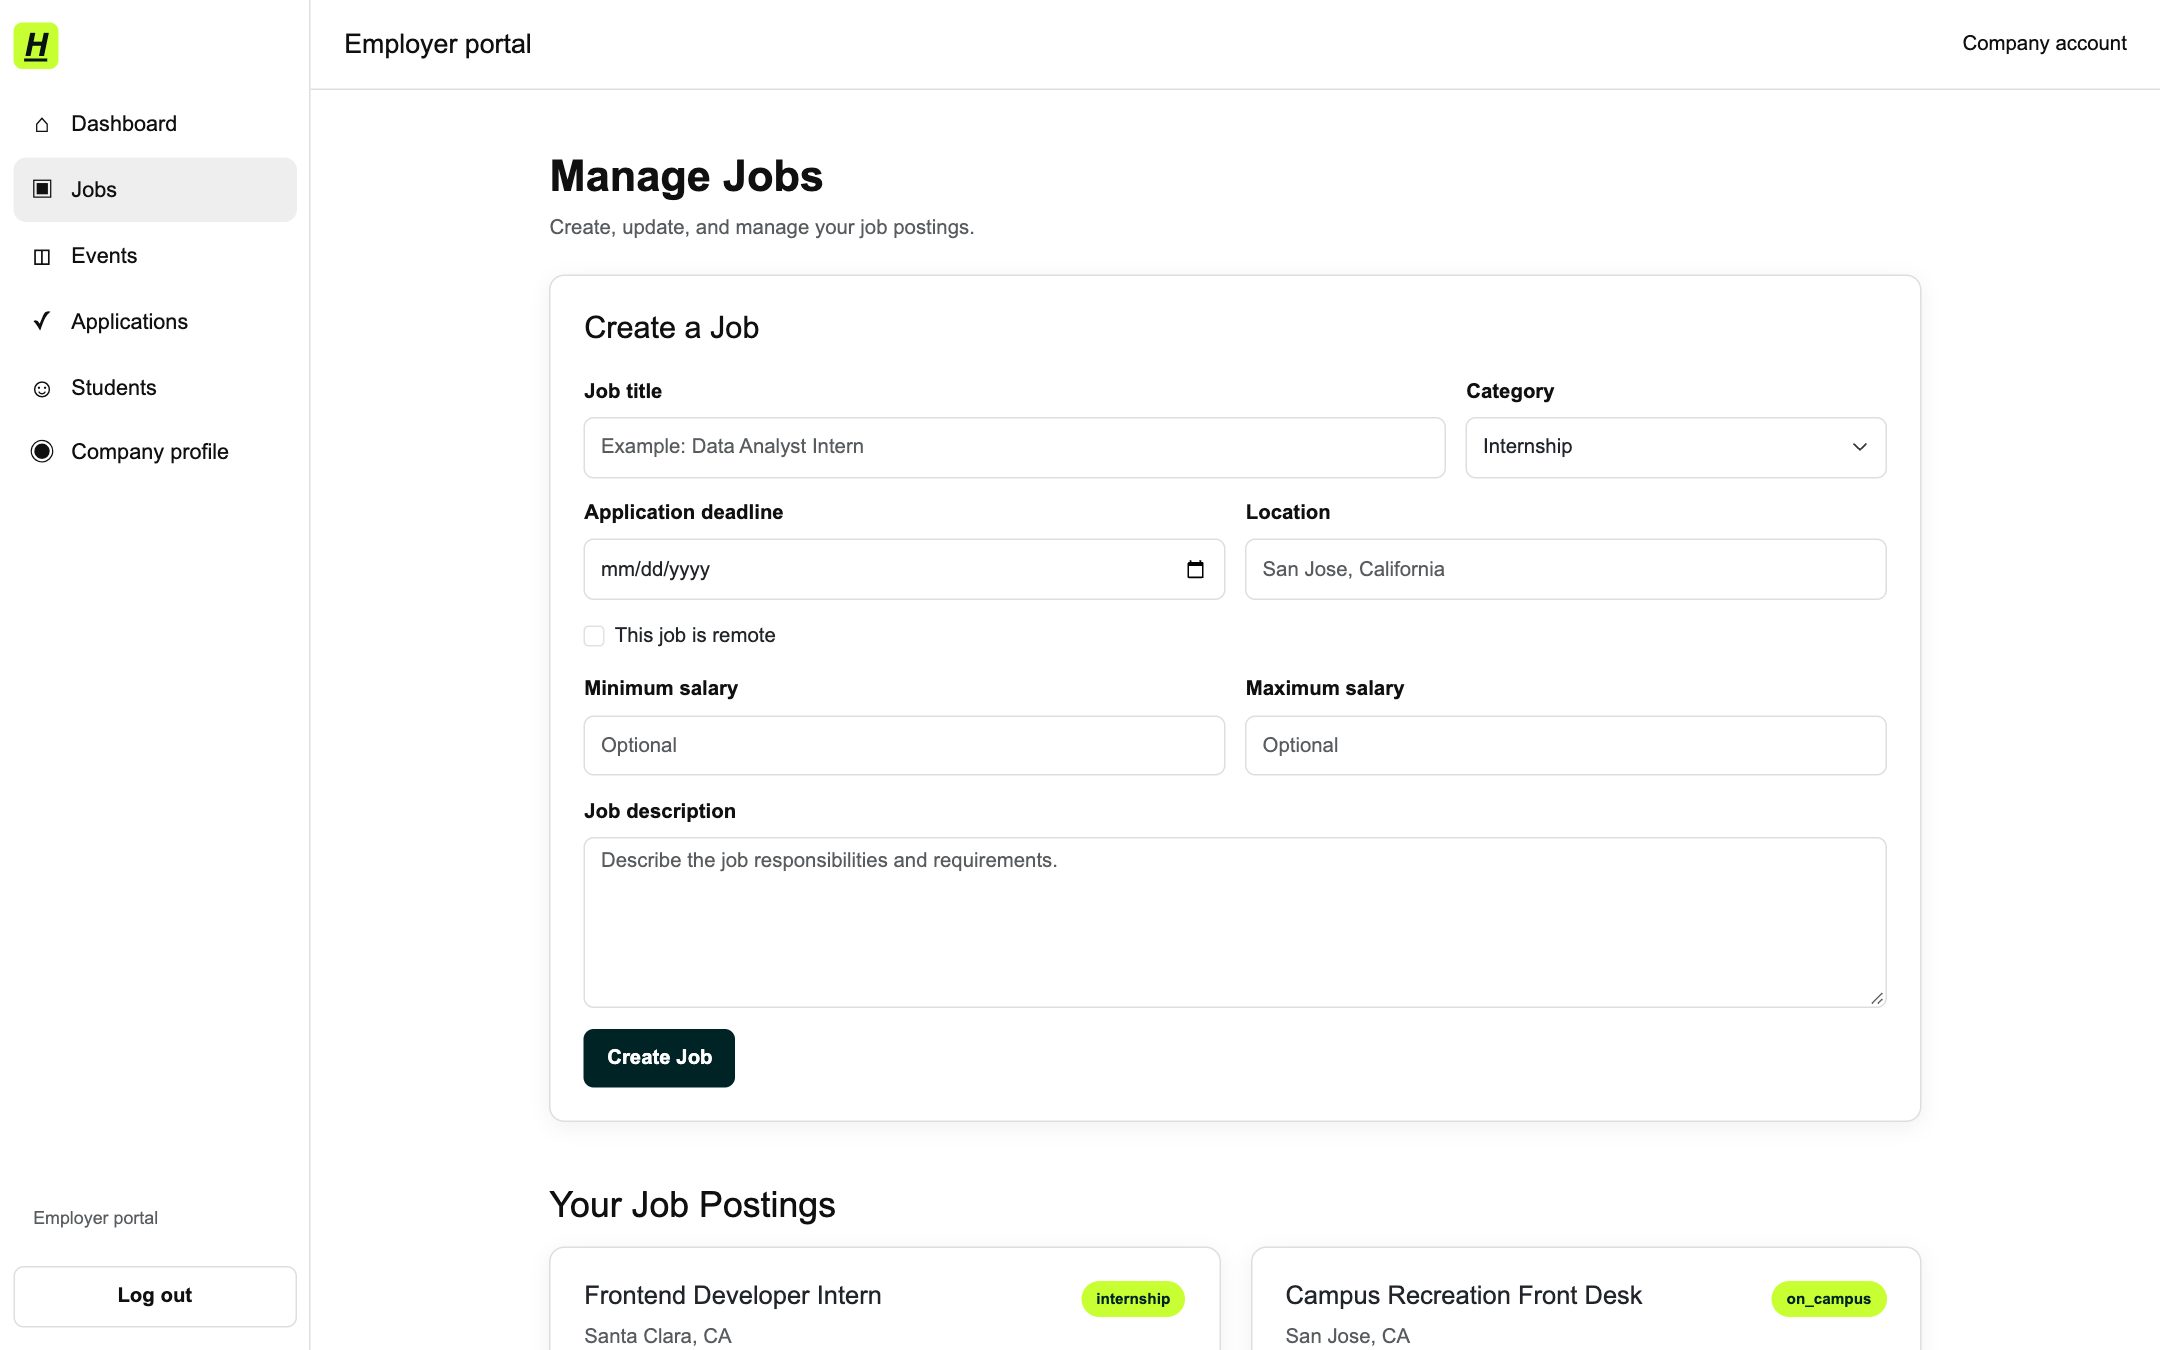 H
Employer portal
Company account
Dashboard
Jobs
Events
Applications
Students
Company profile
Manage Jobs
Create, update, and manage your job postings.
Create a Job
Job title
Category
Example: Data Analyst Intern
Internship
Application deadline
Location
mm/dd/yyyy
San Jose, California
This job is remote
Minimum salary
Maximum salary
Optional
Optional
Job description
Describe the job responsibilities and requirements.
Create Job
Your Job Postings
Frontend Developer Intern
internship
Santa Clara, CA
Campus Recreation Front Desk
on_campus
San Jose, CA
Employer portal
Log out